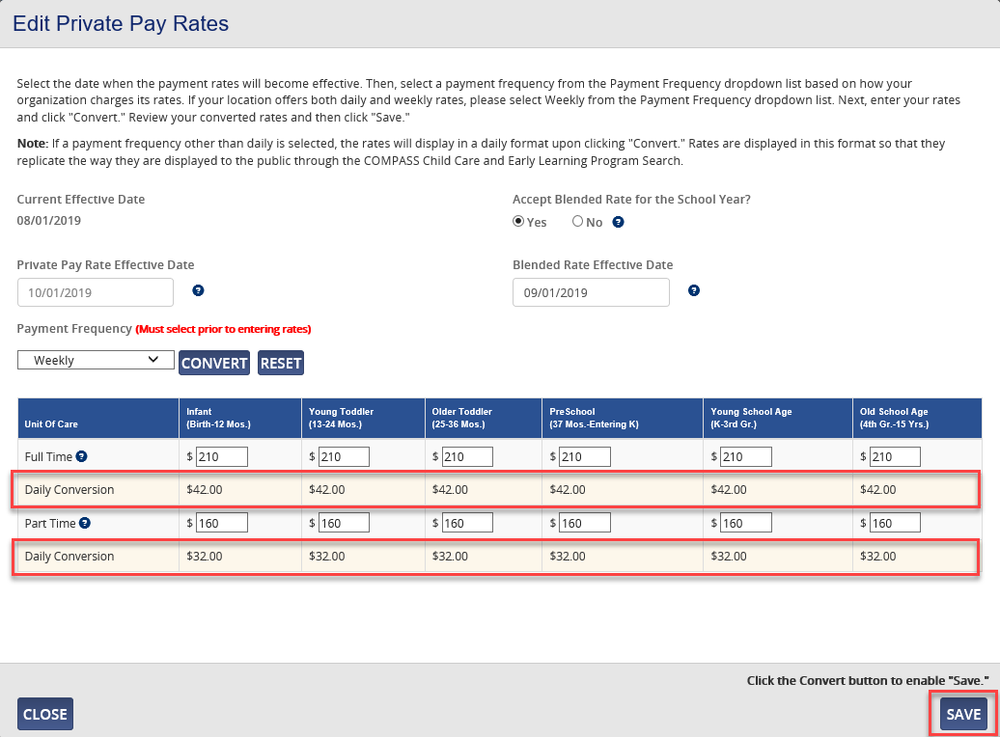 Edit Private Pay Rates
Select the date when the payment rates will become effective. Then, select a payment frequency from the Payment Frequency dropdown list based on how your
organization charges its rates. If your location offers both daily and weekly rates, please select Weekly from the Payment Frequency dropdown list. Next, enter your rates
and click "Convert." Review your converted rates and then click "Save."
Note: If a payment frequency other than daily is selected, the rates will display in a daily format upon clicking "Convert." Rates are displayed in this format so that they
replicate the way they are displayed to the public through the COMPASS Child Care and Early Learning Program Search.
Current Effective Date
08/01/2019
Accept Blended Rate for the School Year?
Yes No ?
Private Pay Rate Effective Date
10/01/2019 ?
Blended Rate Effective Date
09/01/2019 ?
Payment Frequency (Must select prior to entering rates)
Weekly CONVERT RESET
Unit Of Care
Infant
(Birth-12 Mos.)
Young Toddler
(13-24 Mos.)
Older Toddler
(25-36 Mos.)
PreSchool
(37 Mos.-Entering K)
Young School Age
(K-3rd Gr.)
Old School Age
(4th Gr.-15 Yrs.)
Full Time ? $ 210 $ 210 $ 210 $ 210 $ 210 $ 210
Daily Conversion $42.00 $42.00 $42.00 $42.00 $42.00 $42.00
Part Time ? $ 160 $ 160 $ 160 $ 160 $ 160 $ 160
Daily Conversion $32.00 $32.00 $32.00 $32.00 $32.00 $32.00
Click the Convert button to enable "Save."
CLOSE SAVE